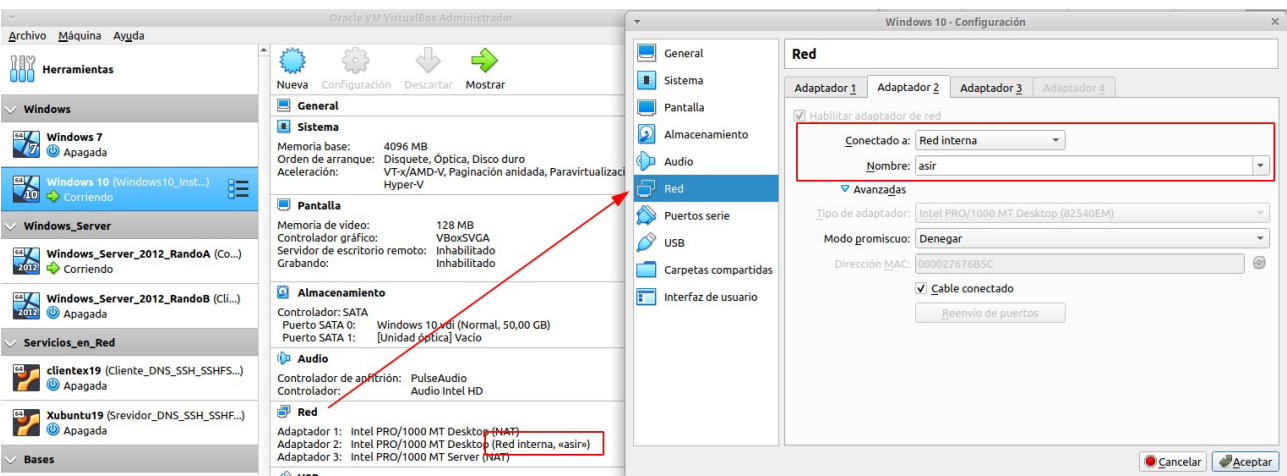 Oracle VM VirtualBox Administrador
Archivo Máquina Ayuda
Herramientas
Windows
Windows 7
Apagada
Windows 10 (Windows10_Inst...)
Corriendo
Windows_Server
Windows_Server_2012_RandoA (Co...)
Corriendo
Windows_Server_2012_RandoB (Cli...)
Apagada
Servicios_en_Red
clientex19 (Cliente_DNS_SSH_SSHFS...)
Apagada
Xubuntu19 (Srevidor_DNS_SSH_SSHF...)
Apagada
Bases
Nueva Configuración Descartar Mostrar
General
Sistema
Memoria base: 4096 MB
Orden de arranque: Disquete, Óptica, Disco duro
Aceleración: VT-x/AMD-V, Paginación anidada, Paravirtualizaci
Hyper-V
Pantalla
Memoria de vídeo: 128 MB
Controlador gráfico: VBoxSVGA
Servidor de escritorio remoto: Inhabilitado
Grabando: Inhabilitado
Almacenamiento
Controlador: SATA
Puerto SATA 0: Windows 10.vdi (Normal, 50,00 GB)
Puerto SATA 1: [Unidad óptica] Vacío
Audio
Controlador de anfitrión: PulseAudio
Controlador: Audio Intel HD
Red
Adaptador 1: Intel PRO/1000 MT Desktop (NAT)
Adaptador 2: Intel PRO/1000 MT Desktop (Red interna, «asir»)
Adaptador 3: Intel PRO/1000 MT Server (NAT)
USB
Windows 10 - Configuración
General
Sistema
Pantalla
Almacenamiento
Audio
Red
Puertos serie
USB
Carpetas compartidas
Interfaz de usuario
Red
Adaptador 1 Adaptador 2 Adaptador 3 Adaptador 4
Habilitar adaptador de red
Conectado a: Red interna
Nombre: asir
Avanzadas
Tipo de adaptador: Intel PRO/1000 MT Desktop (82540EM)
Modo promiscuo: Denegar
Dirección MAC: 080027676B5C
Cable conectado
Reenvío de puertos
Cancelar Aceptar